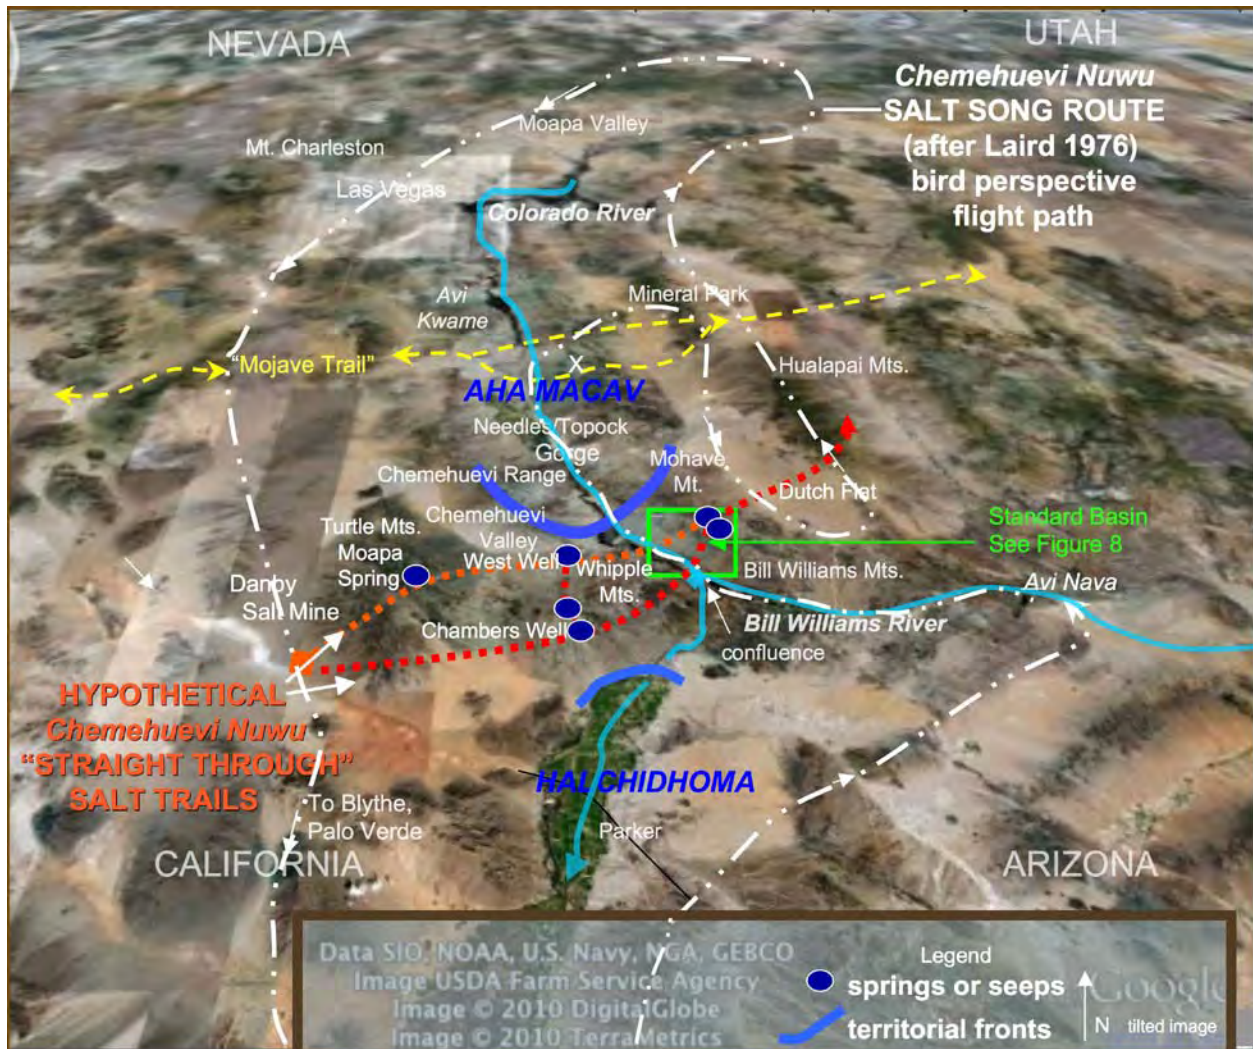 NEVADA
UTAH
Chemehuevi Nuwu
SALT SONG ROUTE
(after Laird 1976)
bird perspective
flight path
Moapa Valley
Mt. Charleston
Las Vegas
Colorado River
Avi
Kwame
Mineral Park
"Mojave Trail"
X
Hualapai Mts.
AHA MACAV
Needles/Topock
Gorge
Chemehuevi Range
Mohave
Mt.
Dutch Flat
Chemehuevi
Valley
Turtle Mts.
Moapa
Spring
West Well
Whipple
Mts.
Standard Basin
See Figure 8
Bill Williams Mts.
Avi Nava
Danby
Salt Mine
Chambers Well
Bill Williams River
confluence
HYPOTHETICAL
Chemehuevi Nuwu
"STRAIGHT THROUGH"
SALT TRAILS
HALCHIDHOMA
To Blythe,
Palo Verde
Parker
CALIFORNIA
ARIZONA
Data SIO, NOAA, U.S. Navy, NGA, GEBCO
Image USDA Farm Service Agency
Image © 2010 DigitalGlobe
Image © 2010 TerraMetrics
Legend
springs or seeps
territorial fronts
N tilted image
Google